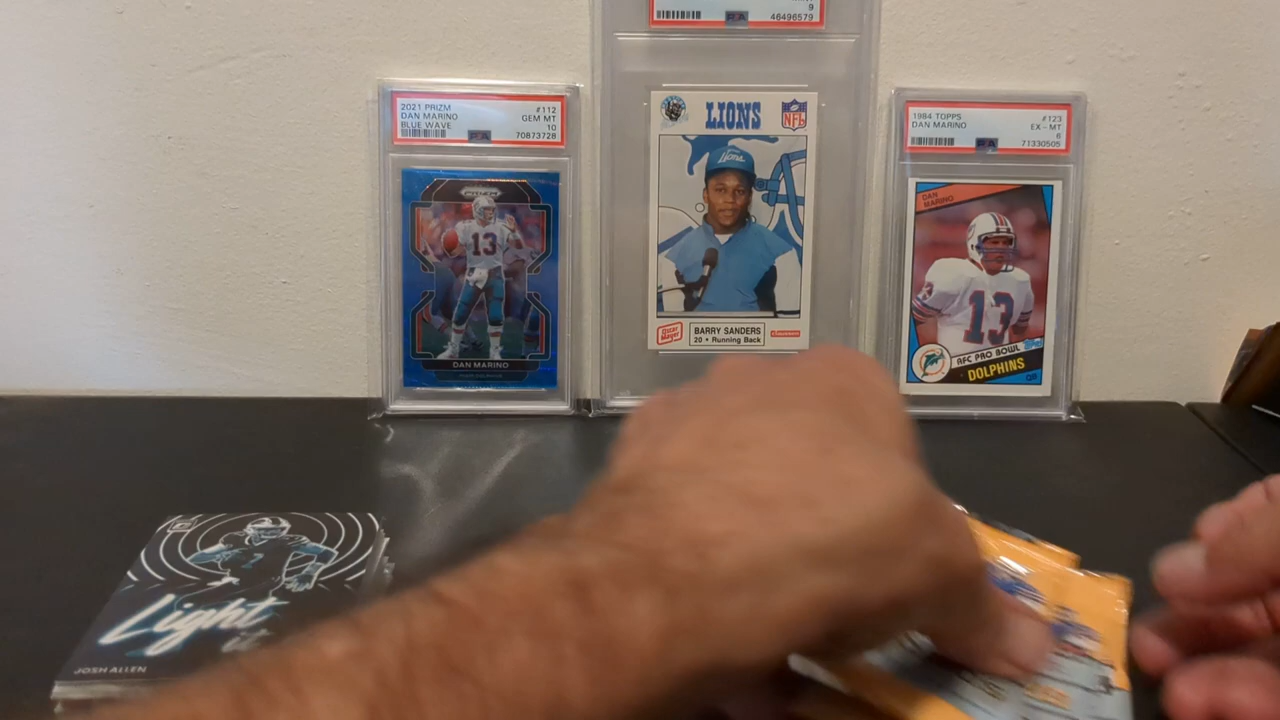 9
46496579
2021 PRIZM #112
DAN MARINO GEM MT
BLUE WAVE 10
PSA 70873728
PRIZM
13
DAN MARINO
LIONS
NFL
Lions
Oscar Mayer
BARRY SANDERS
20 • Running Back
1984 TOPPS #123
DAN MARINO EX-MT
6
PSA 71330505
DAN MARINO
13
AFC PRO BOWL
DOLPHINS
QB
Light
JOSH ALLEN